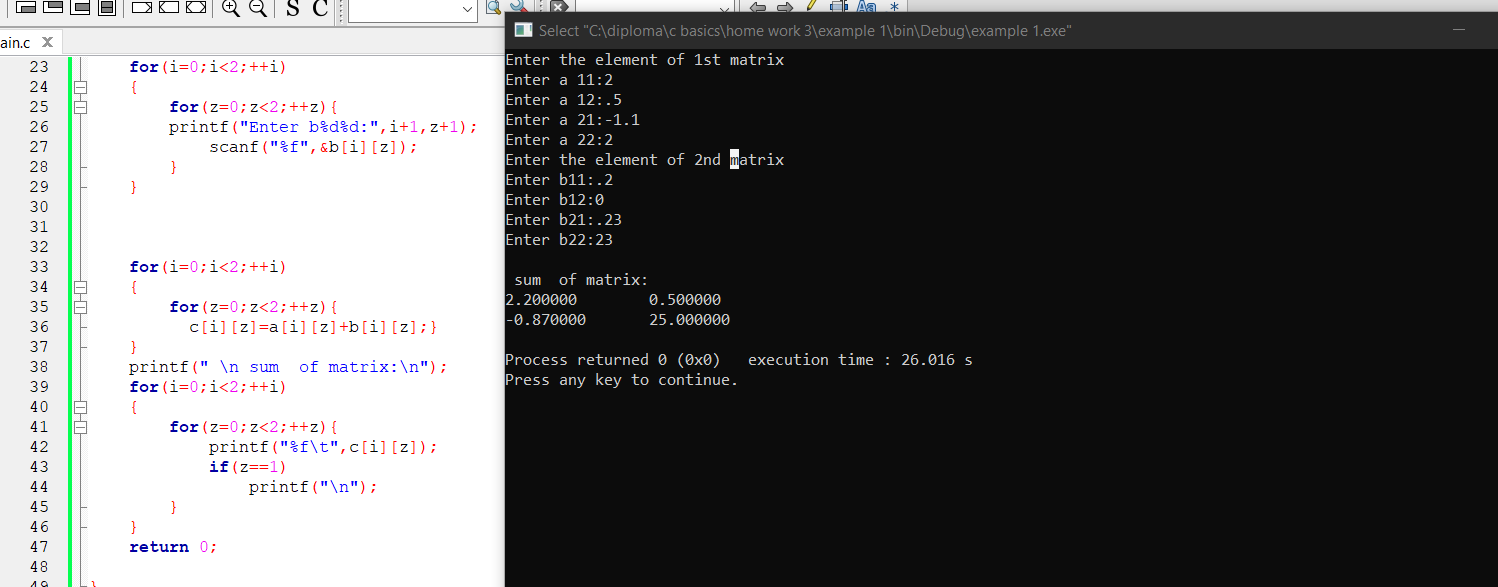 S C
ain.c X
Select "C:\diploma\c basics\home work 3\example 1\bin\Debug\example 1.exe"
23 for(i=0;i<2;++i)
24 {
25 for(z=0;z<2;++z){
26 printf("Enter b%d%d:",i+1,z+1);
27 scanf("%f",&b[i][z]);
28 }
29 }
30
31
32
33 for(i=0;i<2;++i)
34 {
35 for(z=0;z<2;++z){
36 c[i][z]=a[i][z]+b[i][z];}
37 }
38 printf(" \n sum  of matrix:\n");
39 for(i=0;i<2;++i)
40 {
41 for(z=0;z<2;++z){
42 printf("%f\t",c[i][z]);
43 if(z==1)
44 printf("\n");
45 }
46 }
47 return 0;
48
49 }
Enter the element of 1st matrix
Enter a 11:2
Enter a 12:.5
Enter a 21:-1.1
Enter a 22:2
Enter the element of 2nd matrix
Enter b11:.2
Enter b12:0
Enter b21:.23
Enter b22:23
sum  of matrix:
2.200000 0.500000
-0.870000 25.000000
Process returned 0 (0x0)   execution time : 26.016 s
Press any key to continue.